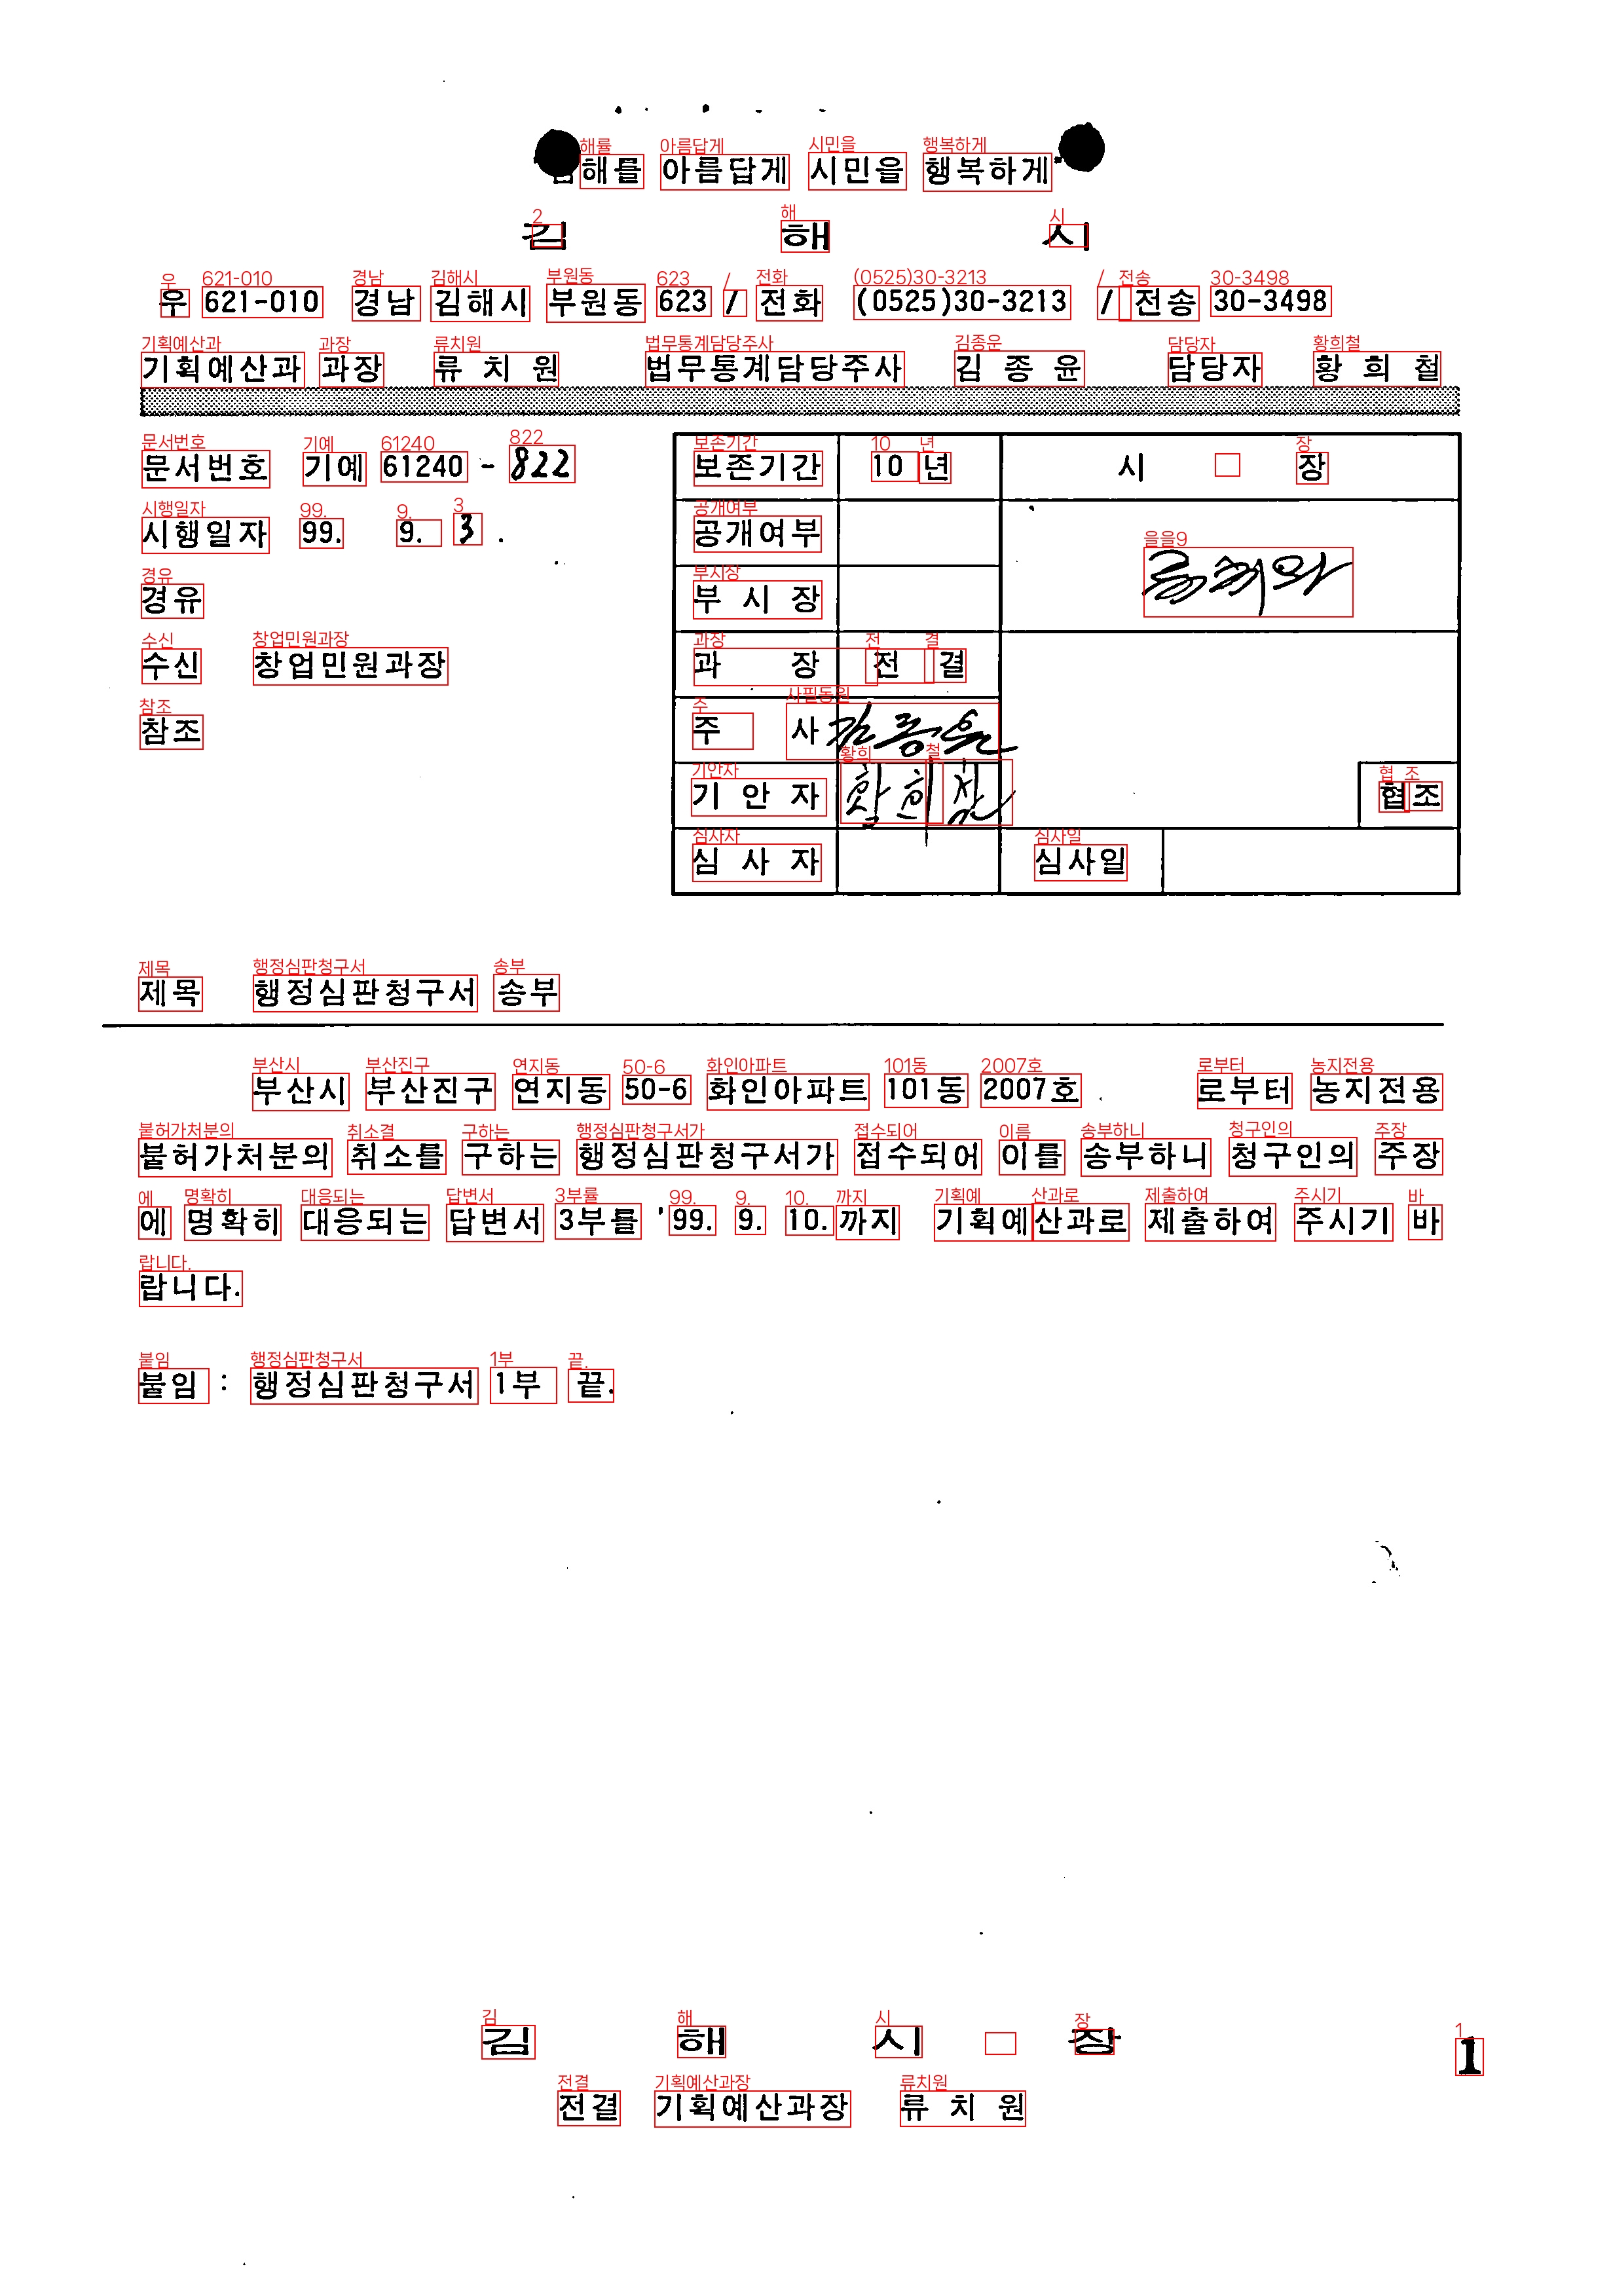 해를 아름답게 시민을 행복하게
김 해 시
우 621-010 경남 김해시 부원동 623 / 전화 (0525)30-3213 / 전송 30-3498
기획예산과 과장 류 치 원 법무통계담당주사 김 종 윤 담당자 황 희 철
문서번호 기예 61240 - 822
시행일자 99. 9. 3.
경유
수신 창업민원과장
참조
보존기간 10 년 시 장
공개여부
부 시 장
과 장 전 결
주 사
기 안 자 황희철
협조
심 사 자 심사일
제목 행정심판청구서 송부
부산시 부산진구 연지동 50-6 화인아파트 101동 2007호 로부터 농지전용
불허가처분의 취소를 구하는 행정심판청구서가 접수되어 이를 송부하니 청구인의 주장
에 명확히 대응되는 답변서 3부를 '99. 9. 10. 까지 기획예산과로 제출하여 주시기 바
랍니다.
붙임 : 행정심판청구서 1부 끝.
김 해 시 장
전결 기획예산과장 류 치 원
1